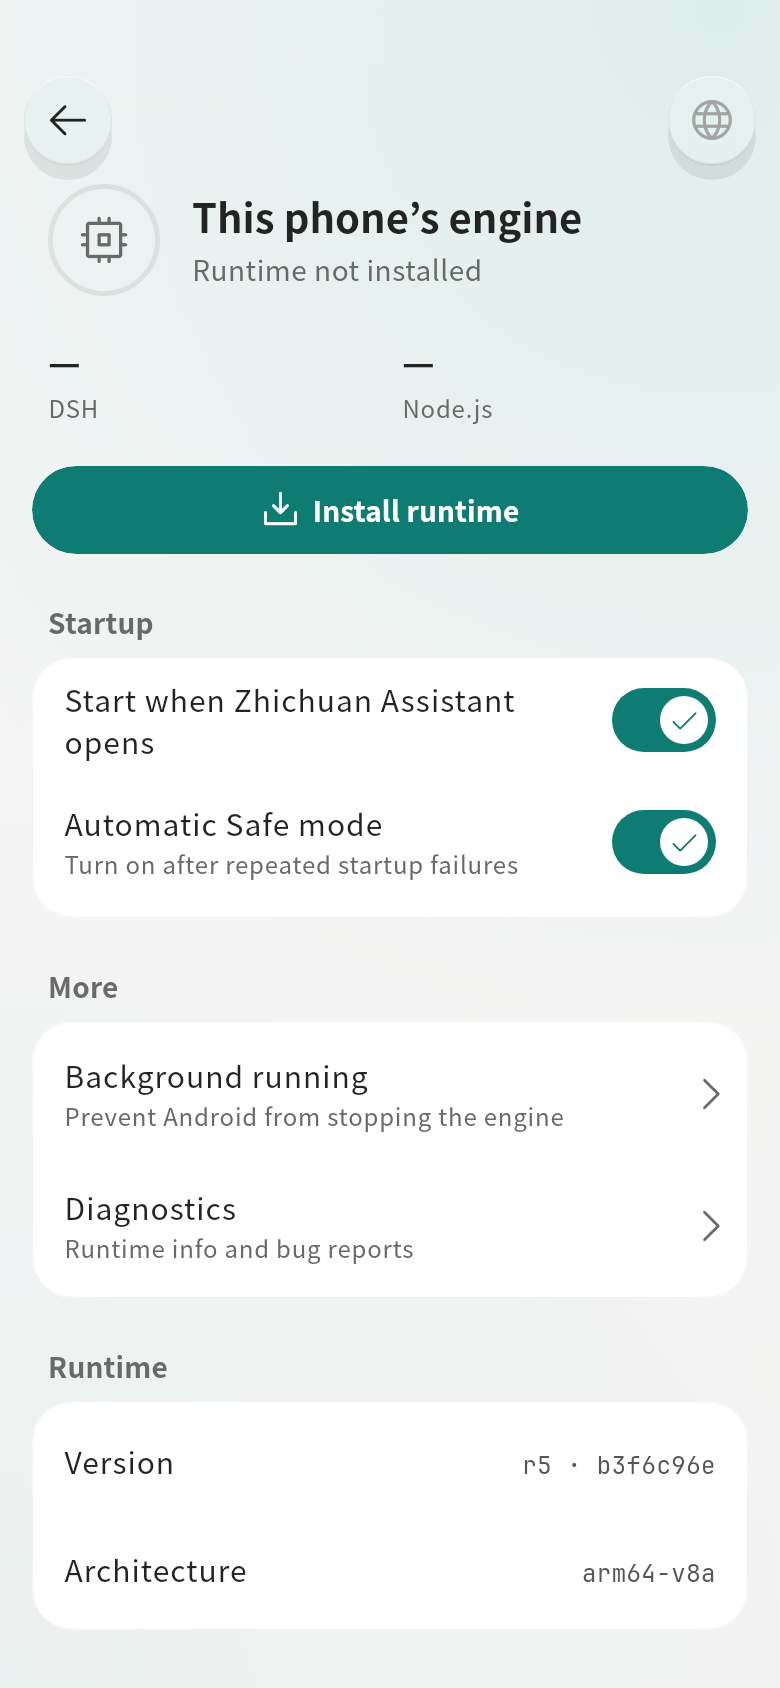 This phone’s engine
Runtime not installed
—
—
DSH
Node.js
Install runtime
Startup
Start when Zhichuan Assistant
opens
Automatic Safe mode
Turn on after repeated startup failures
More
Background running
Prevent Android from stopping the engine
Diagnostics
Runtime info and bug reports
Runtime
Version
r5 · b3f6c96e
Architecture
arm64-v8a